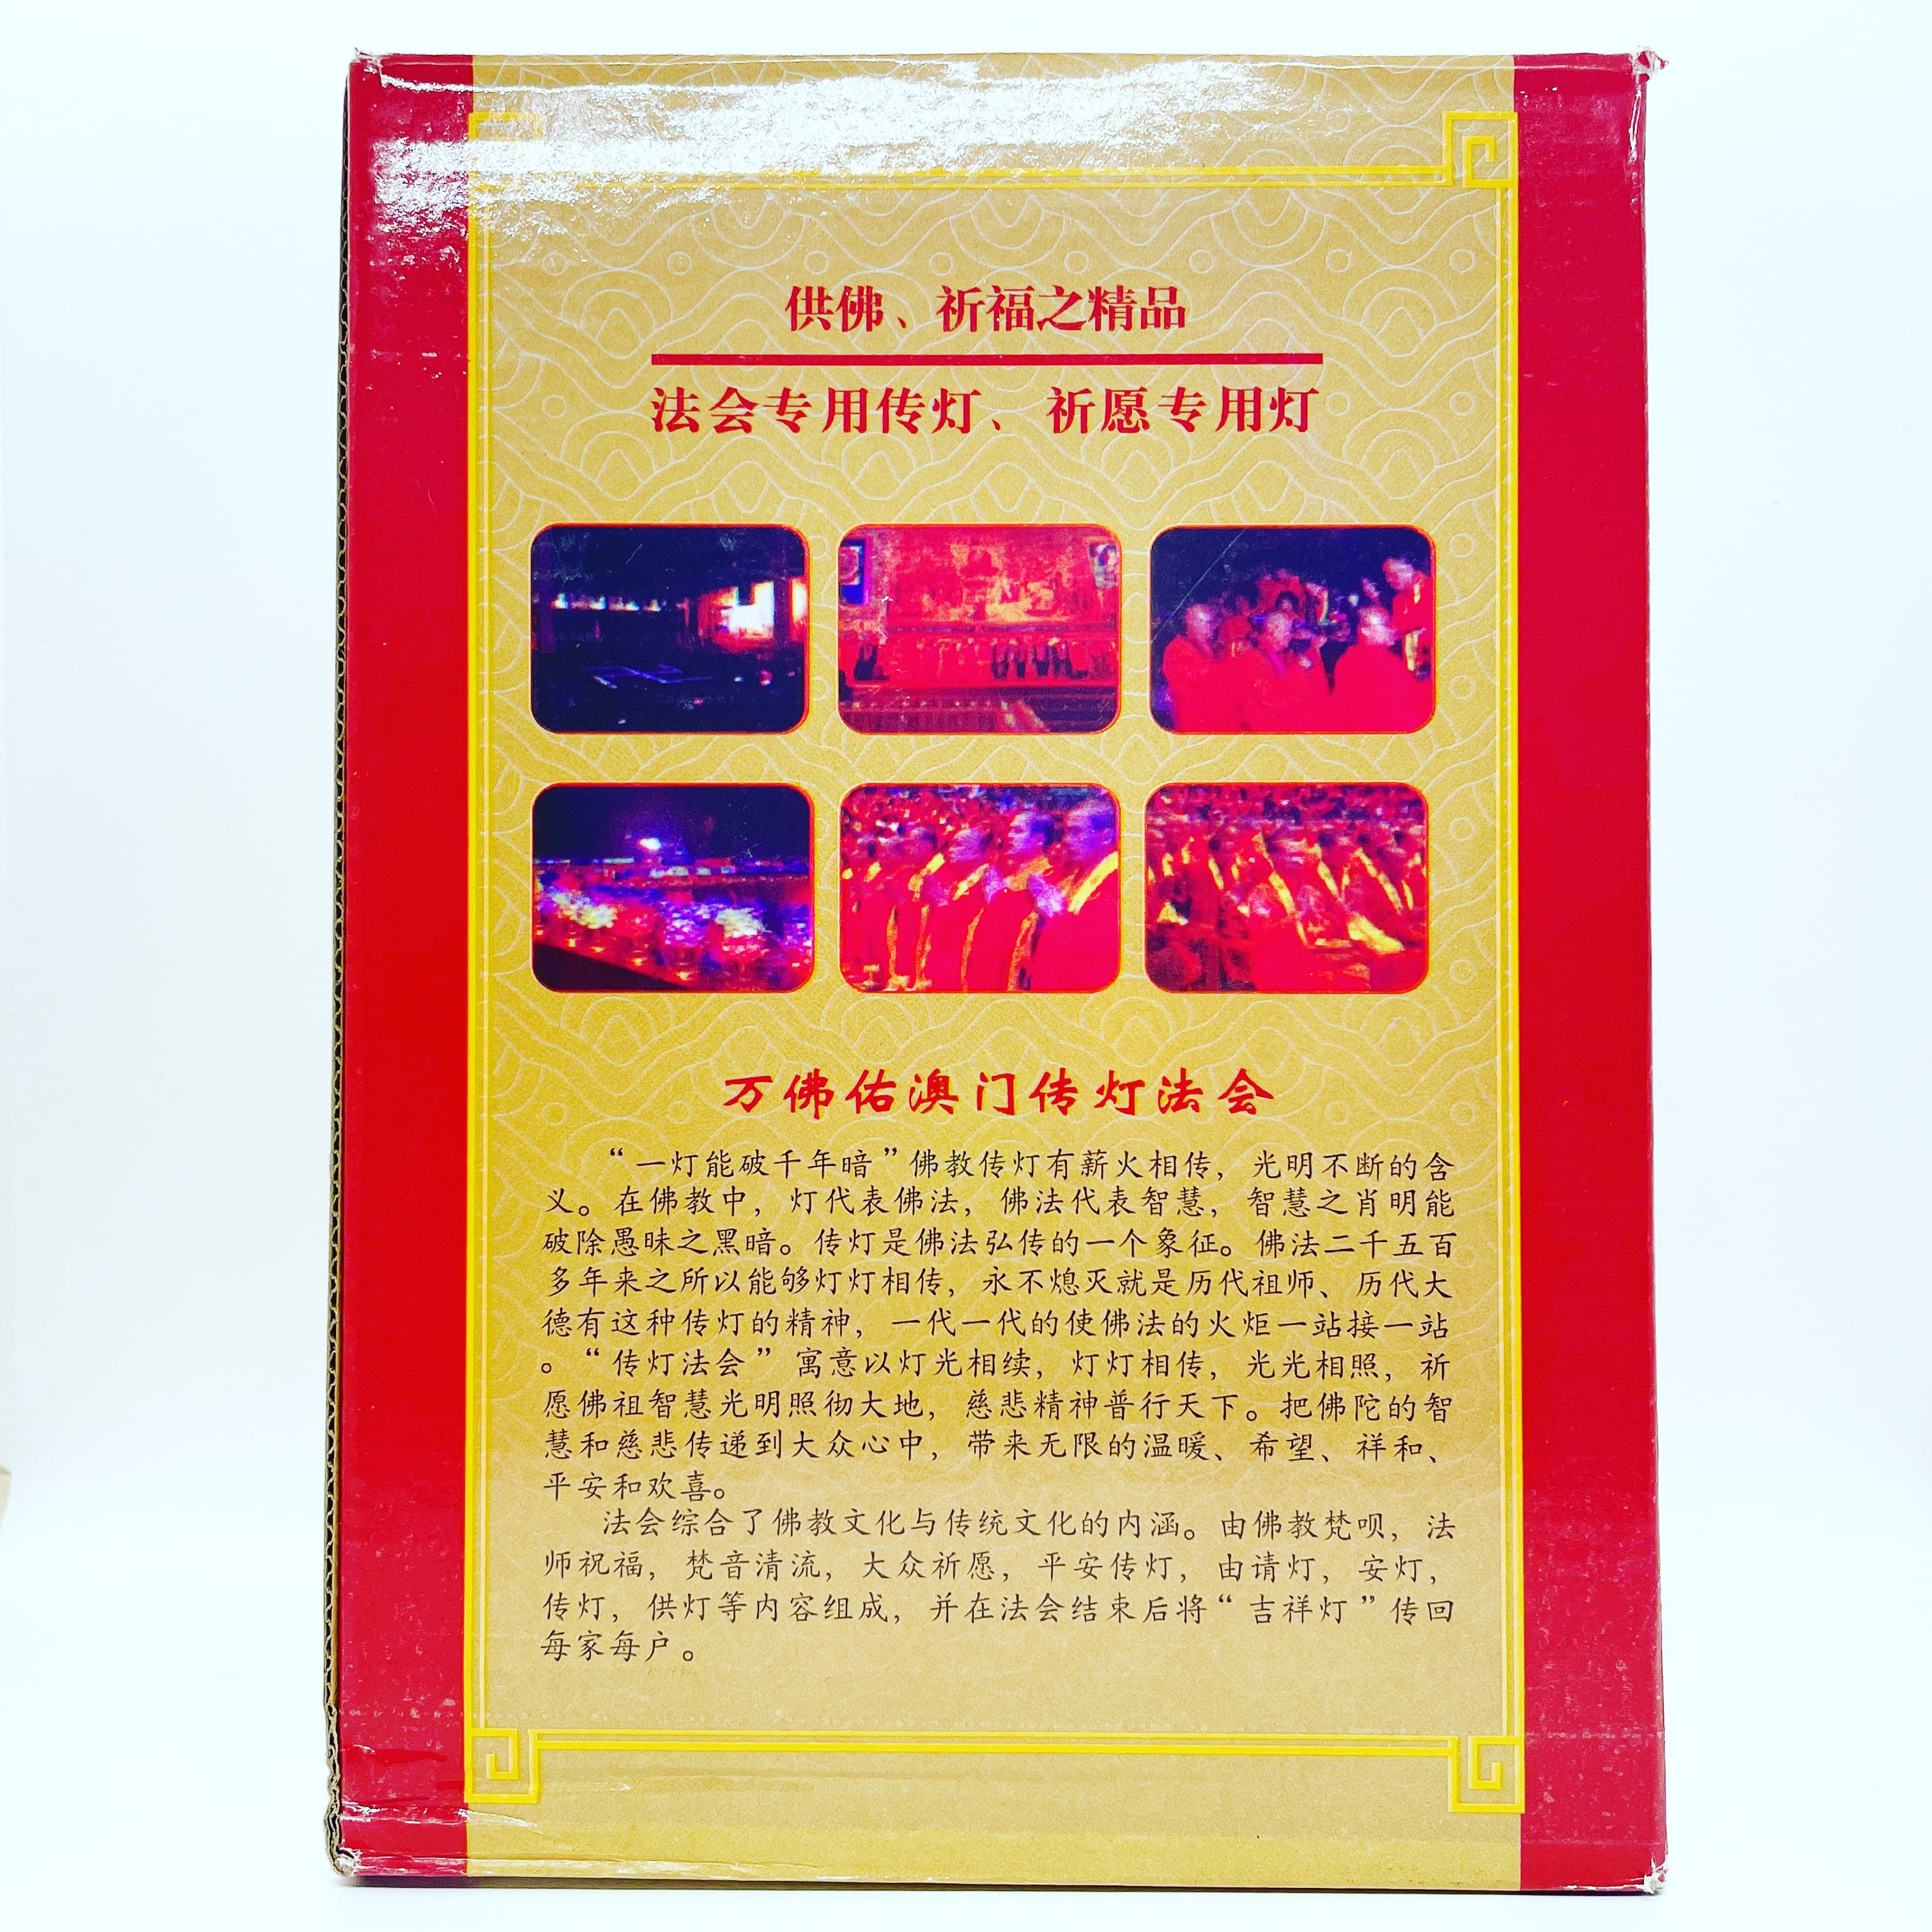 供佛、祈福之精品
法会专用传灯、祈愿专用灯
万佛佑澳门传灯法会
“一灯能破千年暗”佛教传灯有薪火相传，光明不断的含
义。在佛教中，灯代表佛法，佛法代表智慧，智慧之肖明能
破除愚昧之黑暗。传灯是佛法弘传的一个象征。佛法二千五百
多年来之所以能够灯灯相传，永不熄灭就是历代祖师、历代大
德有这种传灯的精神，一代一代的使佛法的火炬一站接一站
。“传灯法会”寓意以灯光相续，灯灯相传，光光相照，祈
愿佛祖智慧光明照彻大地，慈悲精神普行天下。把佛陀的智
慧和慈悲传递到大众心中，带来无限的温暖、希望、祥和、
平安和欢喜。
法会综合了佛教文化与传统文化的内涵。由佛教梵呗，法
师祝福，梵音清流，大众祈愿，平安传灯，由请灯，安灯，
传灯，供灯等内容组成，并在法会结束后将“吉祥灯”传回
每家每户。